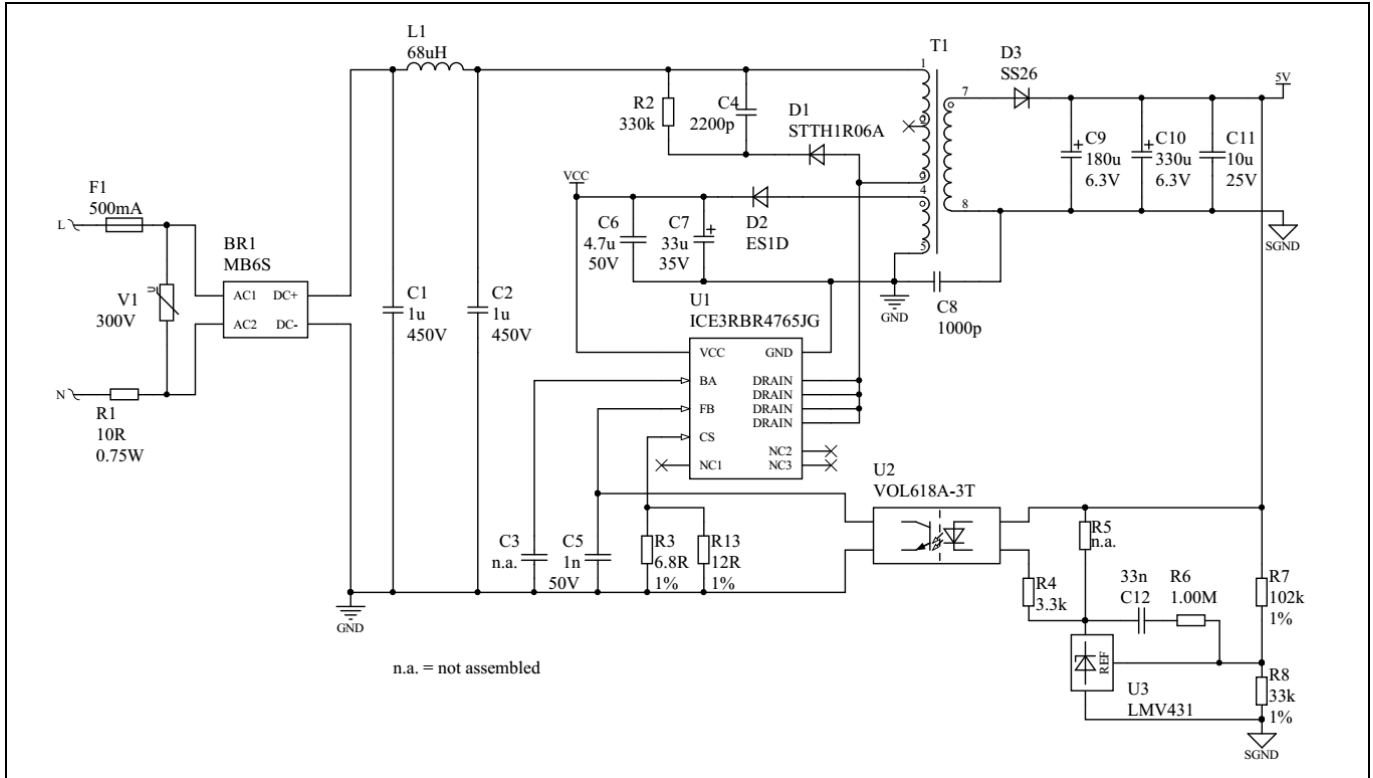 L1
68uH
T1
D3
SS26
1
7
5V
R2
330k
C4
2200p
D1
STTH1R06A
C9
180u
6.3V
C10
330u
6.3V
C11
10u
25V
VCC
3
4
F1
500mA
L
C6
4.7u
50V
C7
33u
35V
D2
ES1D
8
5
SGND
BR1
MB6S
U
V1
300V
AC1
DC+
AC2
DC-
C1
1u
450V
C2
1u
450V
U1
ICE3RBR4765JG
GND
C8
1000p
VCC
GND
BA
DRAIN
FB
DRAIN
DRAIN
CS
DRAIN
NC2
NC1
NC3
N
R1
10R
0.75W
U2
VOL618A-3T
C3
n.a.
C5
1n
50V
R3
6.8R
1%
R13
12R
1%
R5
n.a.
R4
3.3k
33n
C12
R6
1.00M
R7
102k
1%
GND
n.a. = not assembled
REF
U3
LMV431
R8
33k
1%
SGND